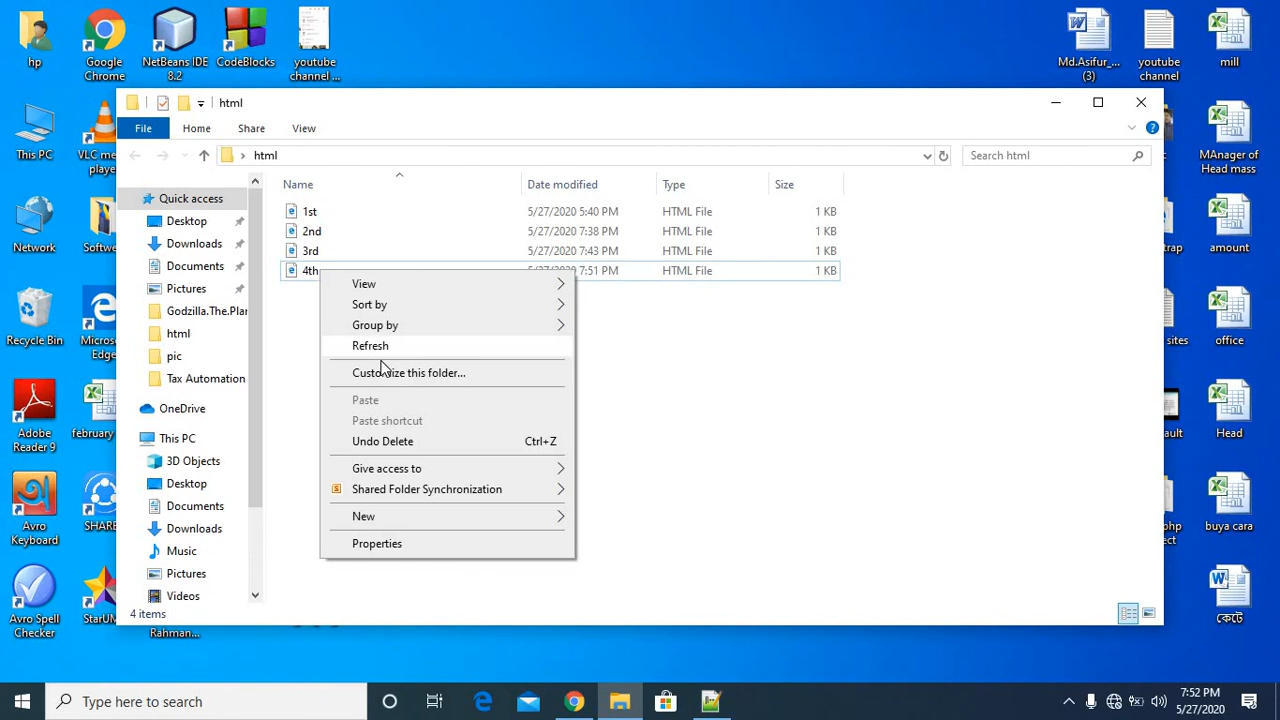 hp
Google
Chrome
NetBeans IDE
8.2
CodeBlocks
youtube
channel ...
Md.Asifur_...
(3)
youtube
channel
mill
html
File
Home
Share
View
html
Search html
This PC
VLC me
player
MAnager of
Head mass
Name
Date modified
Type
Size
Quick access
Desktop
Downloads
Documents
Pictures
Godzilla.The.Plan
html
pic
Tax Automation
OneDrive
This PC
3D Objects
Desktop
Documents
Downloads
Music
Pictures
Videos
1st
5/27/2020 5:40 PM
HTML File
1 KB
2nd
5/27/2020 7:38 PM
HTML File
1 KB
3rd
5/27/2020 7:43 PM
HTML File
1 KB
4th
5/27/2020 7:51 PM
HTML File
1 KB
View
Sort by
Group by
Refresh
Customize this folder...
Paste
Paste shortcut
Undo Delete
Ctrl+Z
Give access to
Shared Folder Synchronization
New
Properties
4 items
Network
Softw
trap
amount
Recycle Bin
Micros
Edge
sites
office
Adobe
Reader 9
february
ault
Head
Avro
Keyboard
SHARE
php
ect
buya cara
Avro Spell
Checker
StarUM
Rahman...
কেটে
Type here to search
7:52 PM
5/27/2020